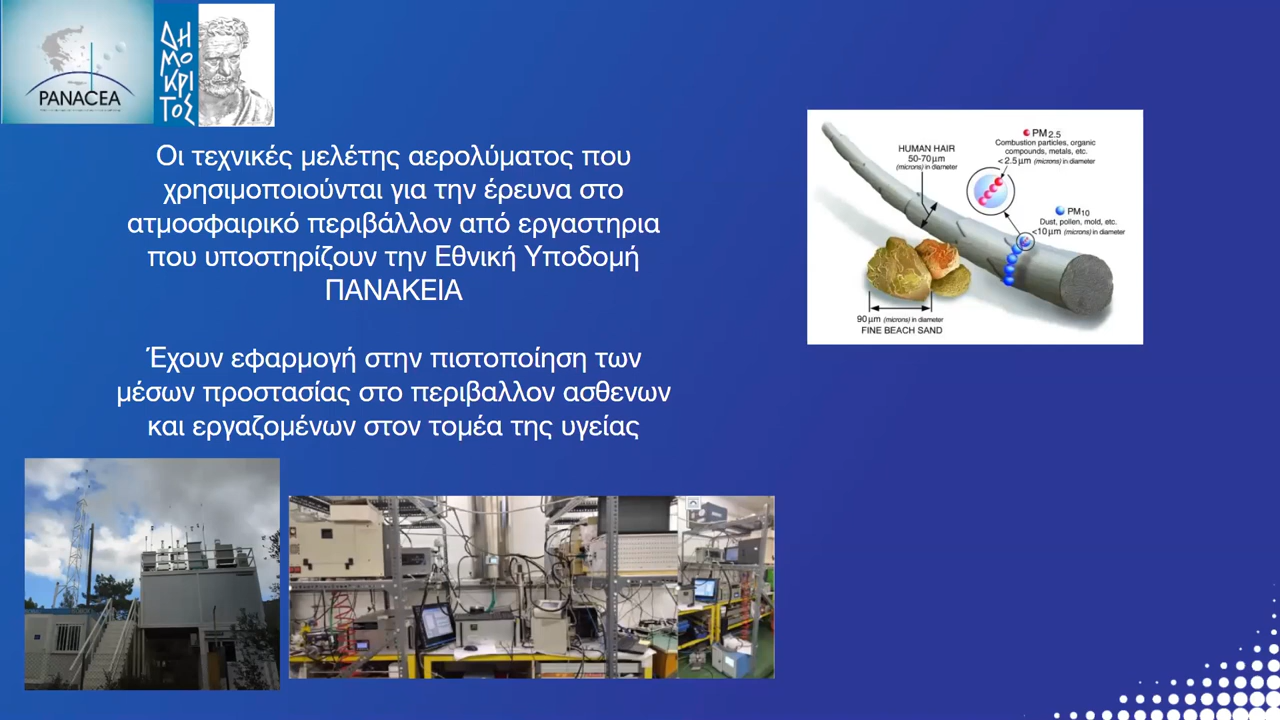 PANACEA
ΔΗ
ΜΟ
ΚΡΙ
ΤΟΣ
Οι τεχνικές μελέτης αερολύματος που
χρησιμοποιούνται για την έρευνα στο
ατμοσφαιρικό περιβάλλον από εργαστηρια
που υποστηρίζουν την Εθνική Υποδομή
ΠΑΝΑΚΕΙΑ
Έχουν εφαρμογή στην πιστοποίηση των
μέσων προστασίας στο περιβαλλον ασθενων
και εργαζομένων στον τομέα της υγείας
HUMAN HAIR
50-70μm
(microns) in diameter
PM2.5
Combustion particles, organic
compounds, metals, etc.
< 2.5μm (microns) in diameter
PM10
Dust, pollen, mold, etc.
<10μm (microns) in diameter
90μm (microns) in diameter
FINE BEACH SAND